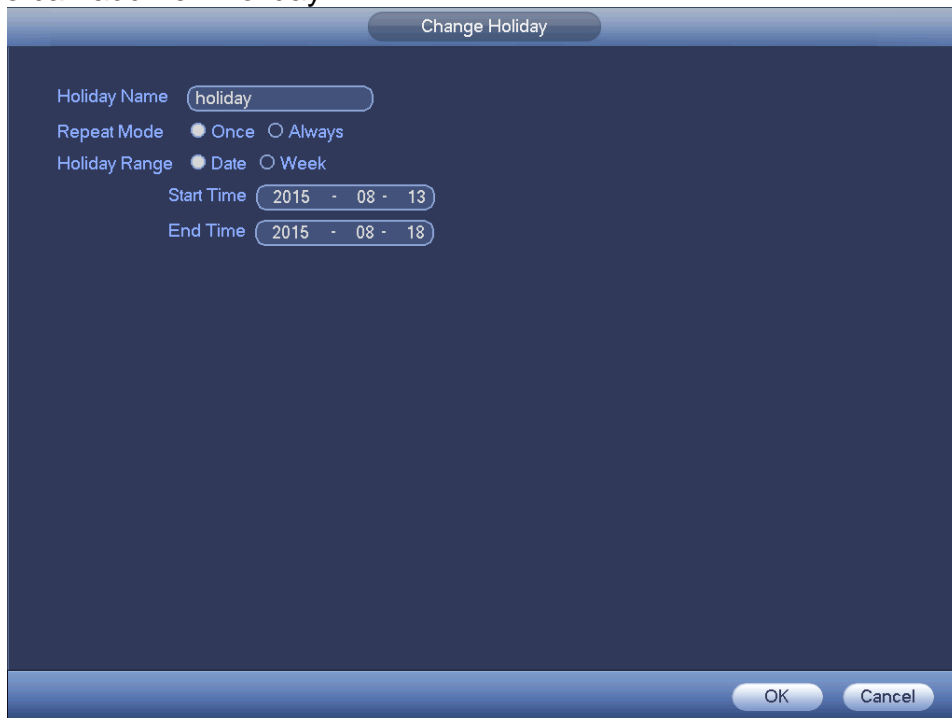 Change Holiday
Holiday Name holiday
Repeat Mode Once Always
Holiday Range Date Week
Start Time 2015 - 08 - 13
End Time 2015 - 08 - 18
OK Cancel